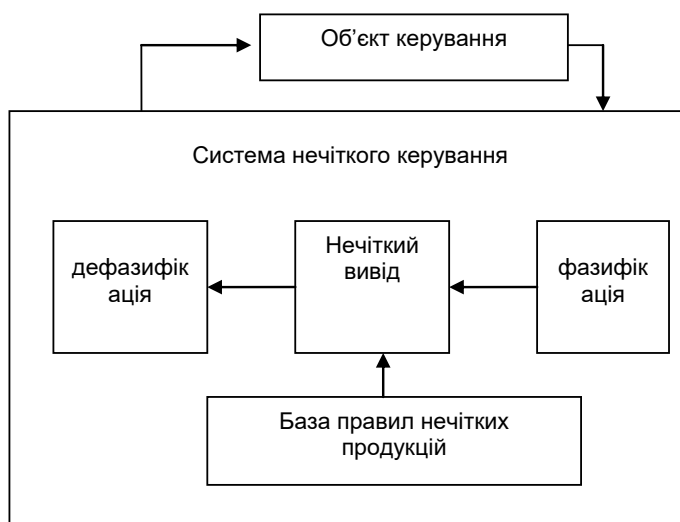 Об’єкт керування
Система нечіткого керування
дефазифік
ація
Нечіткий
вивід
фазифік
ація
База правил нечітких
продукцій